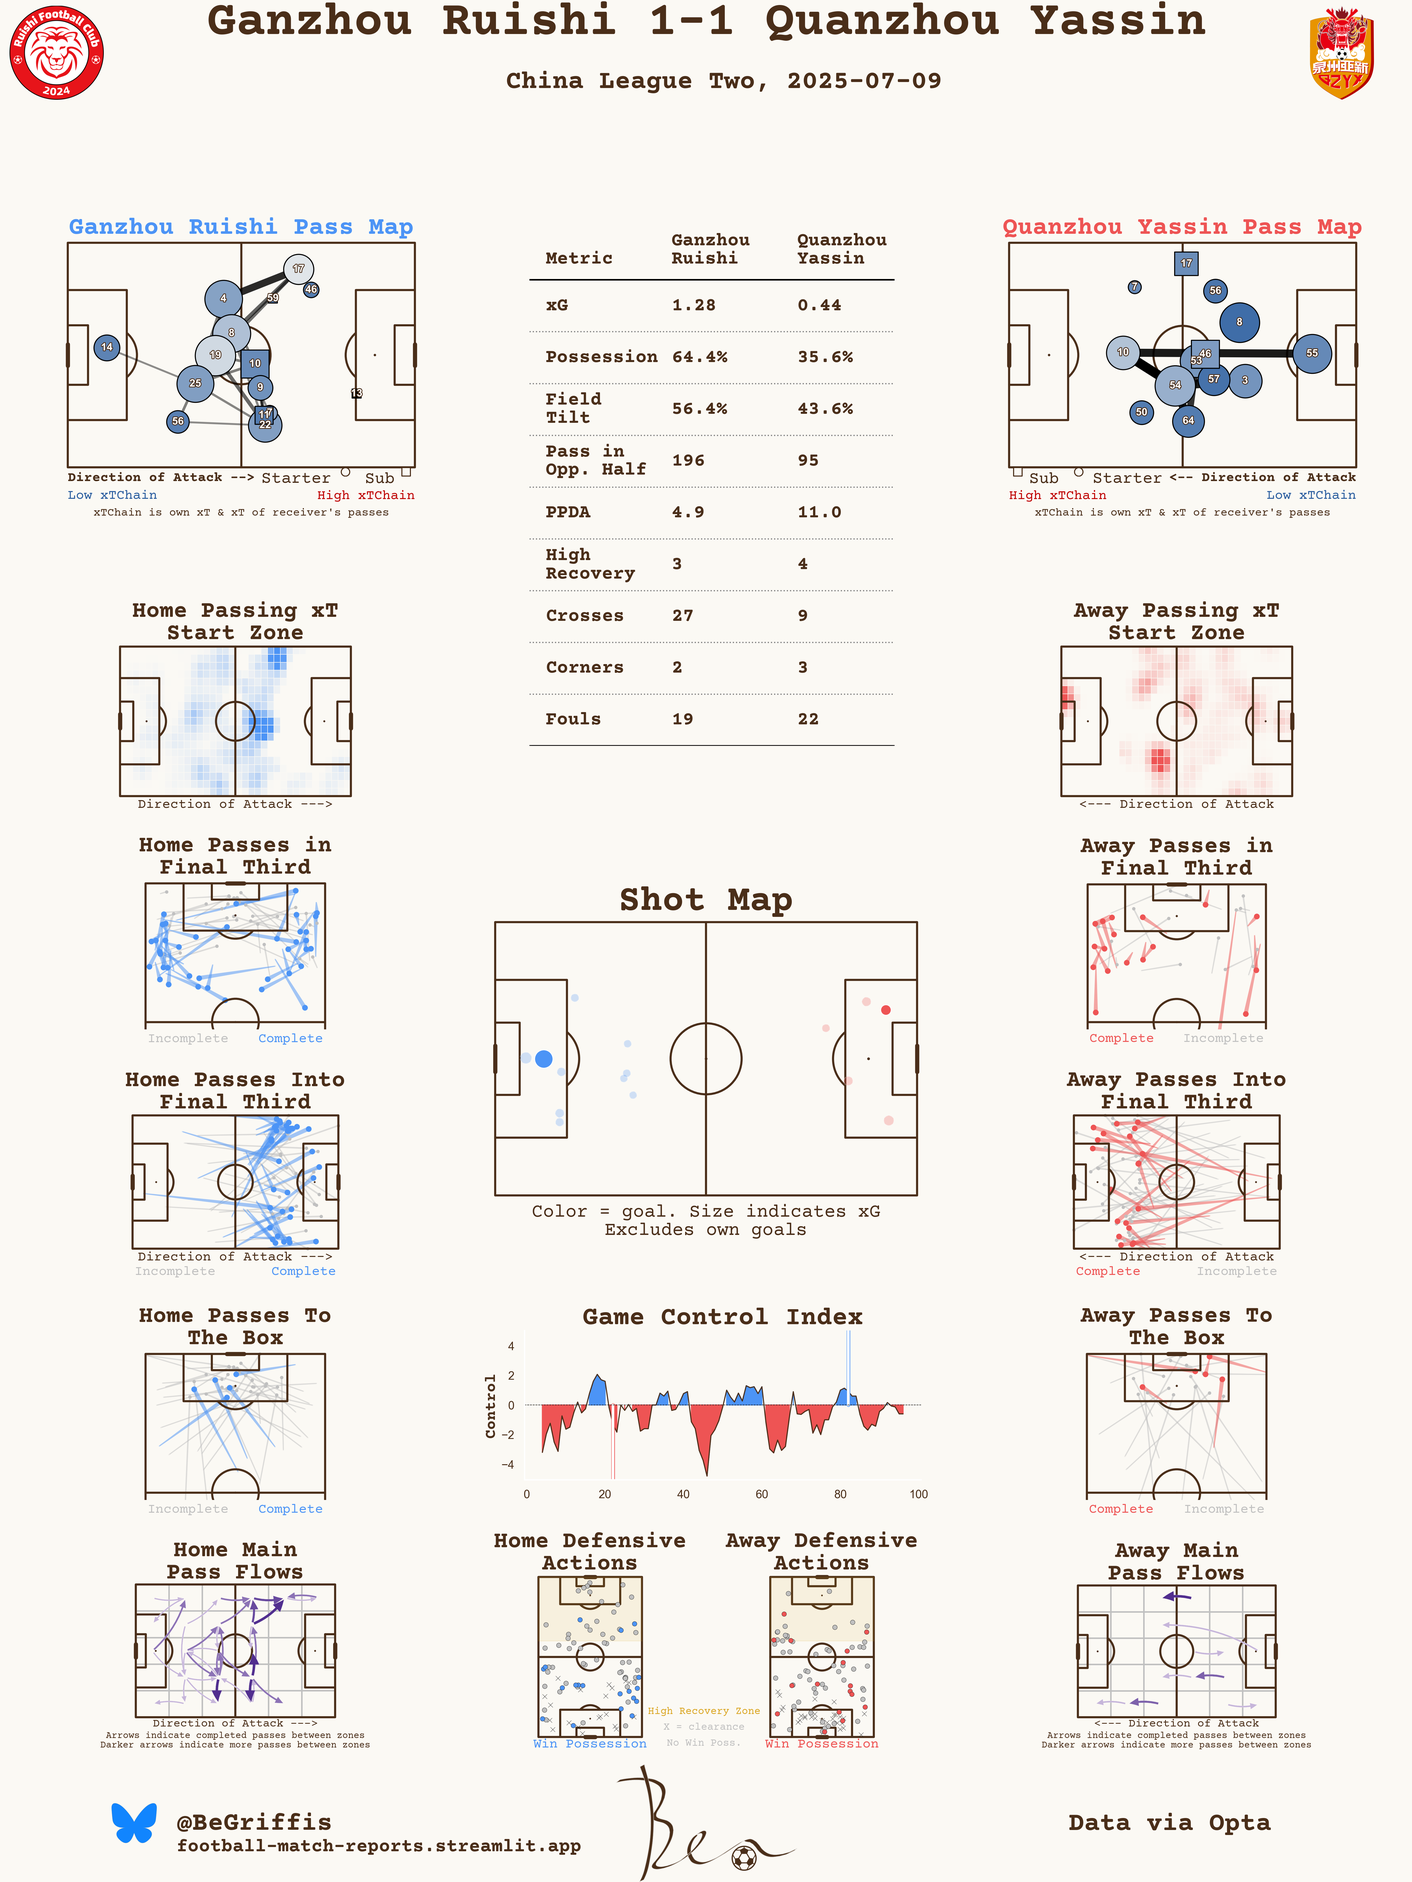 Ganzhou Ruishi 1-1 Quanzhou Yassin
China League Two, 2025-07-09
Ruishi Football Club
2024
泉州亚新
QZYX
Ganzhou Ruishi Pass Map
17
4
59
46
8
14
19
10
25
9
56
11
7
22
13
Direction of Attack --> Starter Sub
Low xTChain High xTChain
xTChain is own xT & xT of receiver's passes
Metric Ganzhou Ruishi Quanzhou Yassin
xG 1.28 0.44
Possession 64.4% 35.6%
Field Tilt 56.4% 43.6%
Pass in Opp. Half 196 95
PPDA 4.9 11.0
High Recovery 3 4
Crosses 27 9
Corners 2 3
Fouls 19 22
Quanzhou Yassin Pass Map
17
7
56
8
10
53
46
55
54
57
3
50
64
Sub Starter <-- Direction of Attack
High xTChain Low xTChain
xTChain is own xT & xT of receiver's passes
Home Passing xT
Start Zone
Direction of Attack --->
Away Passing xT
Start Zone
<--- Direction of Attack
Home Passes in
Final Third
Incomplete Complete
Away Passes in
Final Third
Complete Incomplete
Shot Map
Color = goal. Size indicates xG
Excludes own goals
Home Passes Into
Final Third
Direction of Attack --->
Incomplete Complete
Away Passes Into
Final Third
<--- Direction of Attack
Complete Incomplete
Home Passes To
The Box
Incomplete Complete
Game Control Index
Control
4
2
0
−2
−4
0 20 40 60 80 100
Away Passes To
The Box
Complete Incomplete
Home Main
Pass Flows
Direction of Attack --->
Arrows indicate completed passes between zones
Darker arrows indicate more passes between zones
Home Defensive
Actions
Win Possession
Away Defensive
Actions
Win Possession
High Recovery Zone
X = clearance
No Win Poss.
Away Main
Pass Flows
<--- Direction of Attack
Arrows indicate completed passes between zones
Darker arrows indicate more passes between zones
@BeGriffis
football-match-reports.streamlit.app
Ben
Data via Opta